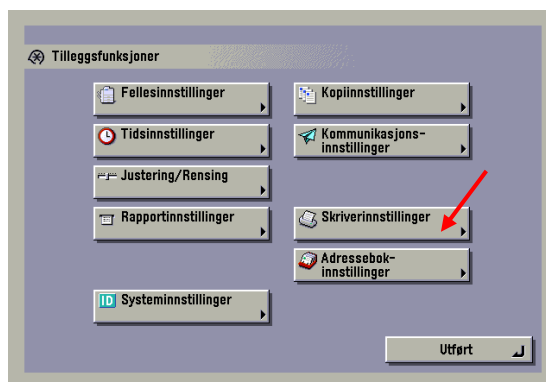 Tilleggsfunksjoner
Fellesinnstillinger
Kopiinnstillinger
Tidsinnstillinger
Kommunikasjons-
innstillinger
Justering/Rensing
Rapportinnstillinger
Skriverinnstillinger
Adressebok-
innstillinger
ID Systeminnstillinger
Utført